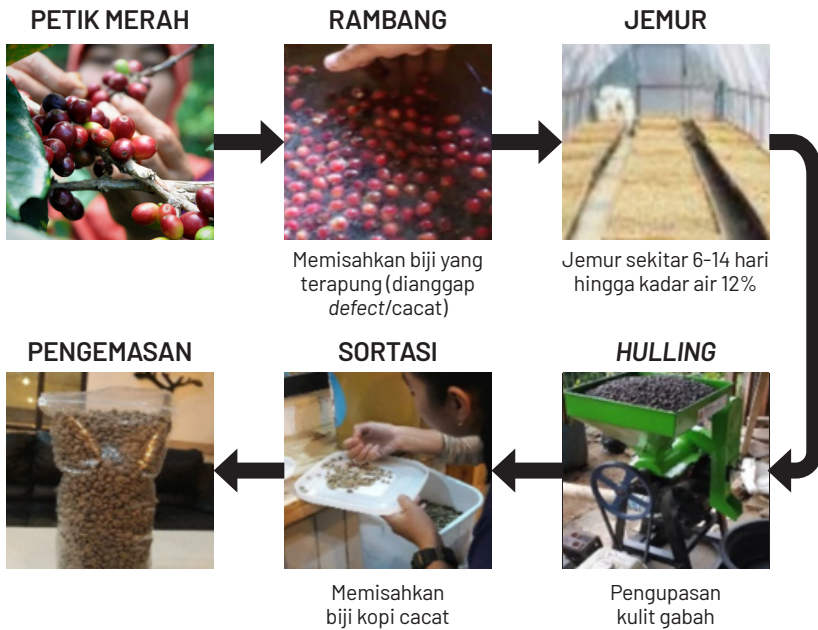 PETIK MERAH
RAMBANG
Memisahkan biji yang
terapung (dianggap
defect/cacat)
JEMUR
Jemur sekitar 6-14 hari
hingga kadar air 12%
HULLING
Pengupasan
kulit gabah
SORTASI
Memisahkan
biji kopi cacat
PENGEMASAN